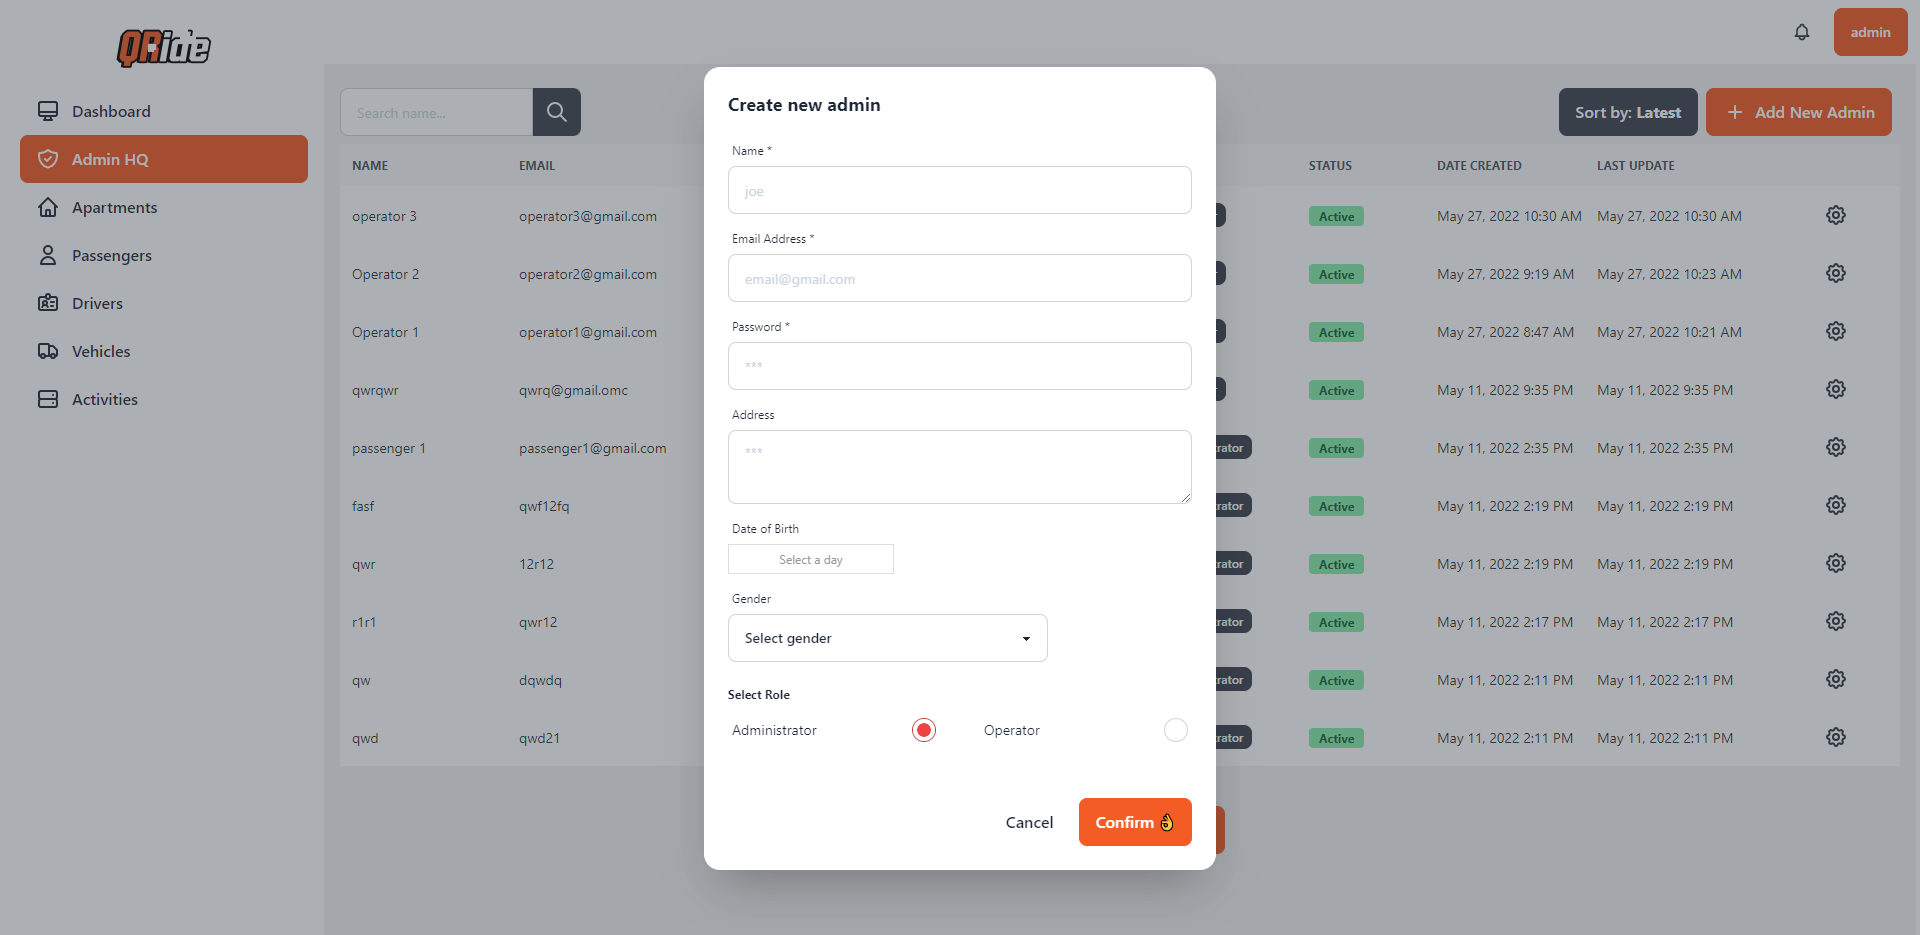 QRide
admin
Dashboard
Admin HQ
Apartments
Passengers
Drivers
Vehicles
Activities
Search name...
Sort by: Latest
Add New Admin
NAME EMAIL STATUS DATE CREATED LAST UPDATE
operator 3 operator3@gmail.com Active May 27, 2022 10:30 AM May 27, 2022 10:30 AM
Operator 2 operator2@gmail.com Active May 27, 2022 9:19 AM May 27, 2022 10:23 AM
Operator 1 operator1@gmail.com Active May 27, 2022 8:47 AM May 27, 2022 10:21 AM
qwrqwr qwrq@gmail.omc Active May 11, 2022 9:35 PM May 11, 2022 9:35 PM
passenger 1 passenger1@gmail.com rator Active May 11, 2022 2:35 PM May 11, 2022 2:35 PM
fasf qwf12fq rator Active May 11, 2022 2:19 PM May 11, 2022 2:19 PM
qwr 12r12 rator Active May 11, 2022 2:19 PM May 11, 2022 2:19 PM
r1r1 qwr12 rator Active May 11, 2022 2:17 PM May 11, 2022 2:17 PM
qw dqwdq rator Active May 11, 2022 2:11 PM May 11, 2022 2:11 PM
qwd qwd21 rator Active May 11, 2022 2:11 PM May 11, 2022 2:11 PM
Create new admin
Name *
joe
Email Address *
email@gmail.com
Password *
***
Address
***
Date of Birth
Select a day
Gender
Select gender
Select Role
Administrator Operator
Cancel Confirm 👌